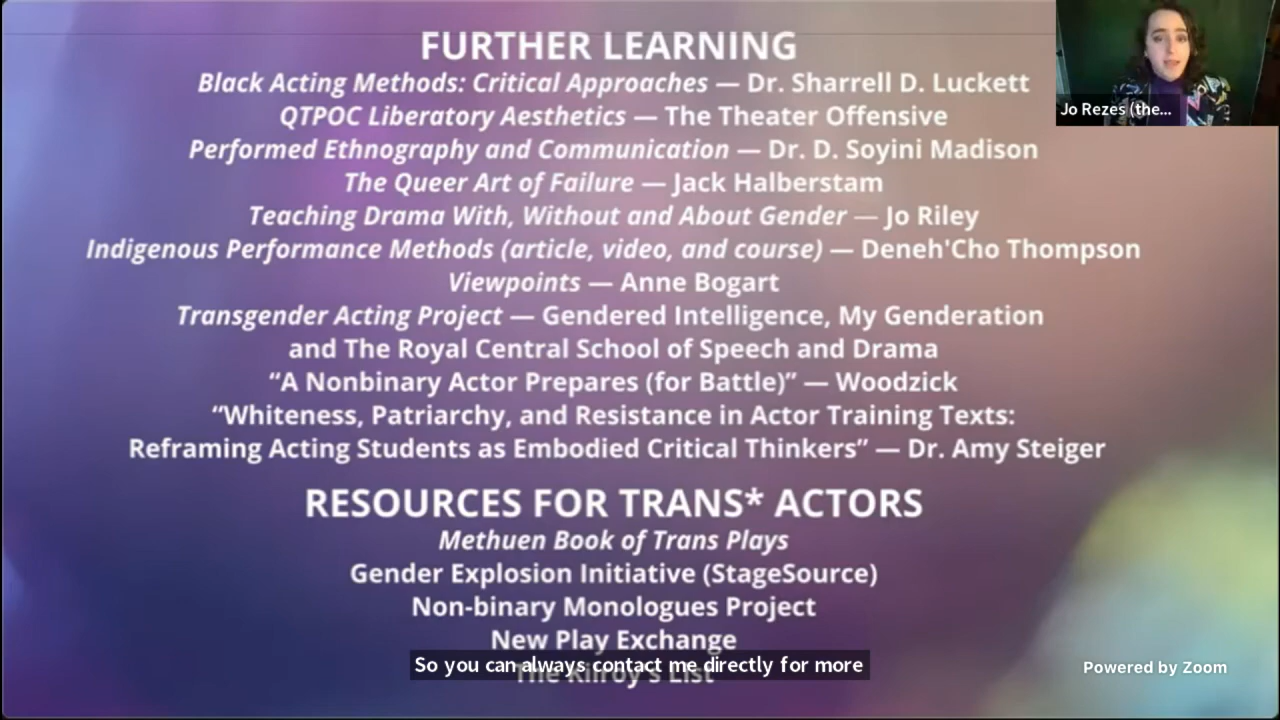 FURTHER LEARNING
Black Acting Methods: Critical Approaches — Dr. Sharrell D. Luckett
QTPOC Liberatory Aesthetics — The Theater Offensive
Performed Ethnography and Communication — Dr. D. Soyini Madison
The Queer Art of Failure — Jack Halberstam
Teaching Drama With, Without and About Gender — Jo Riley
Indigenous Performance Methods (article, video, and course) — Deneh'Cho Thompson
Viewpoints — Anne Bogart
Transgender Acting Project — Gendered Intelligence, My Genderation
and The Royal Central School of Speech and Drama
“A Nonbinary Actor Prepares (for Battle)” — Woodzick
“Whiteness, Patriarchy, and Resistance in Actor Training Texts:
Reframing Acting Students as Embodied Critical Thinkers” — Dr. Amy Steiger
RESOURCES FOR TRANS* ACTORS
Methuen Book of Trans Plays
Gender Explosion Initiative (StageSource)
Non-binary Monologues Project
New Play Exchange
The Kilroy's List
So you can always contact me directly for more
Jo Rezes (the...
Powered by Zoom